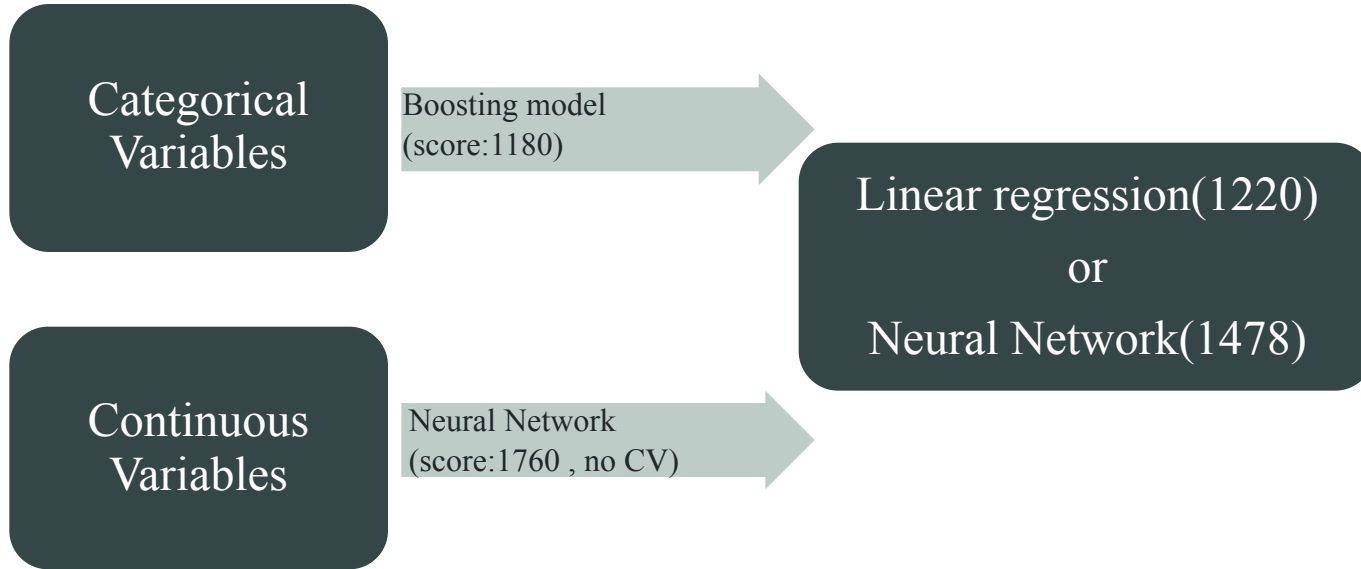 Categorical
Variables
Boosting model
(score:1180)
Linear regression(1220)
or
Neural Network(1478)
Continuous
Variables
Neural Network
(score:1760 , no CV)